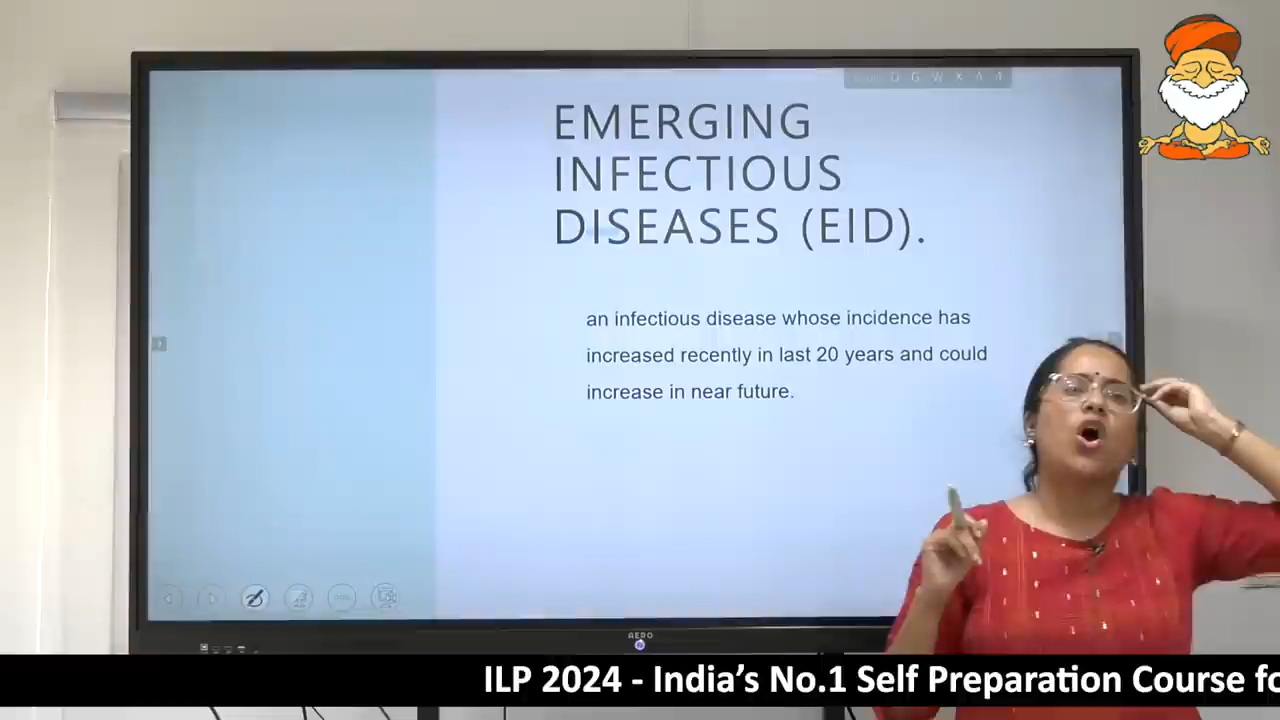 EMERGING
INFECTIOUS
DISEASES (EID).
an infectious disease whose incidence has
increased recently in last 20 years and could
increase in near future.
AERO
ILP 2024 - India’s No.1 Self Preparation Course fo